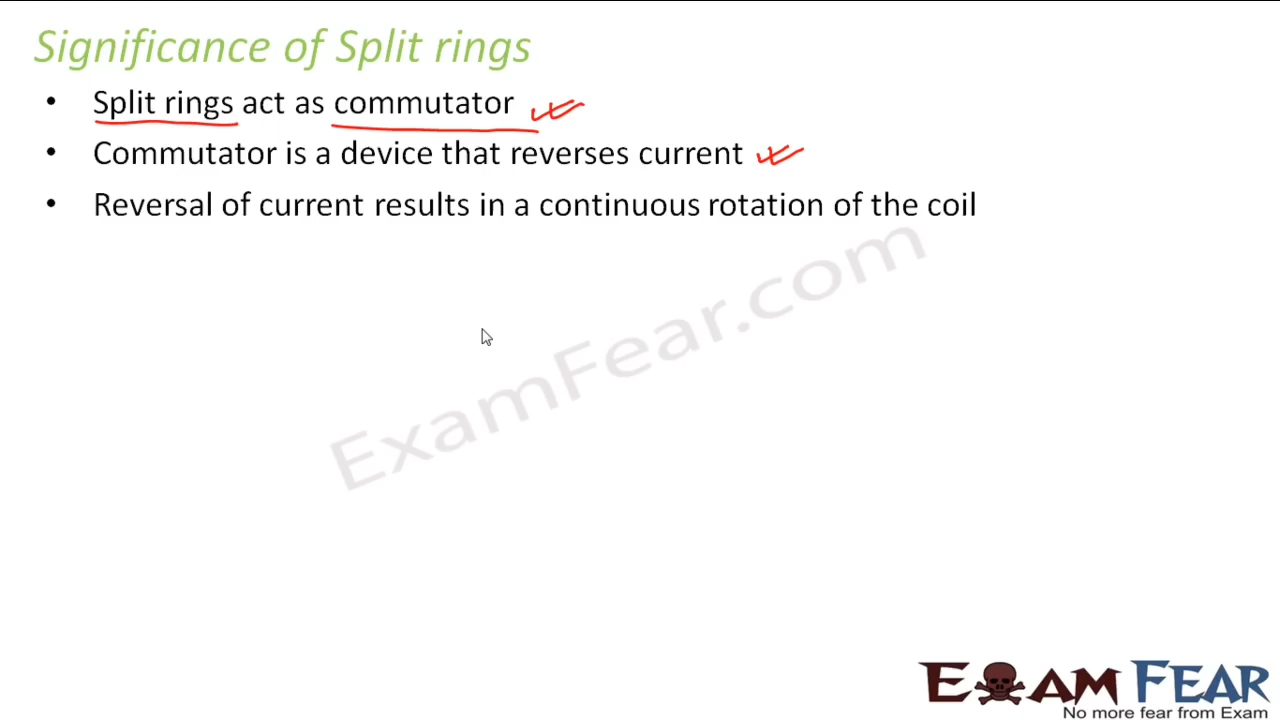 Significance of Split rings
• Split rings act as commutator
• Commutator is a device that reverses current
• Reversal of current results in a continuous rotation of the coil
ExamFear.com
EXAM FEAR
No more fear from Exam